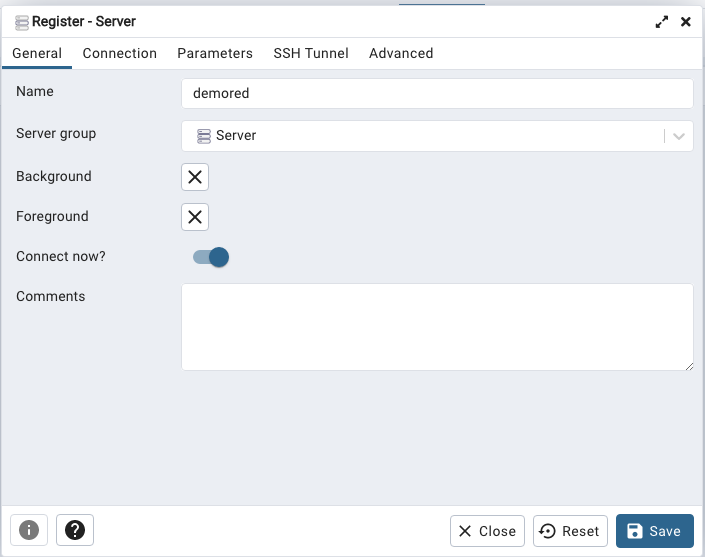 Register - Server
General Connection Parameters SSH Tunnel Advanced
Name demored
Server group Server
Background
Foreground
Connect now?
Comments
Close Reset Save